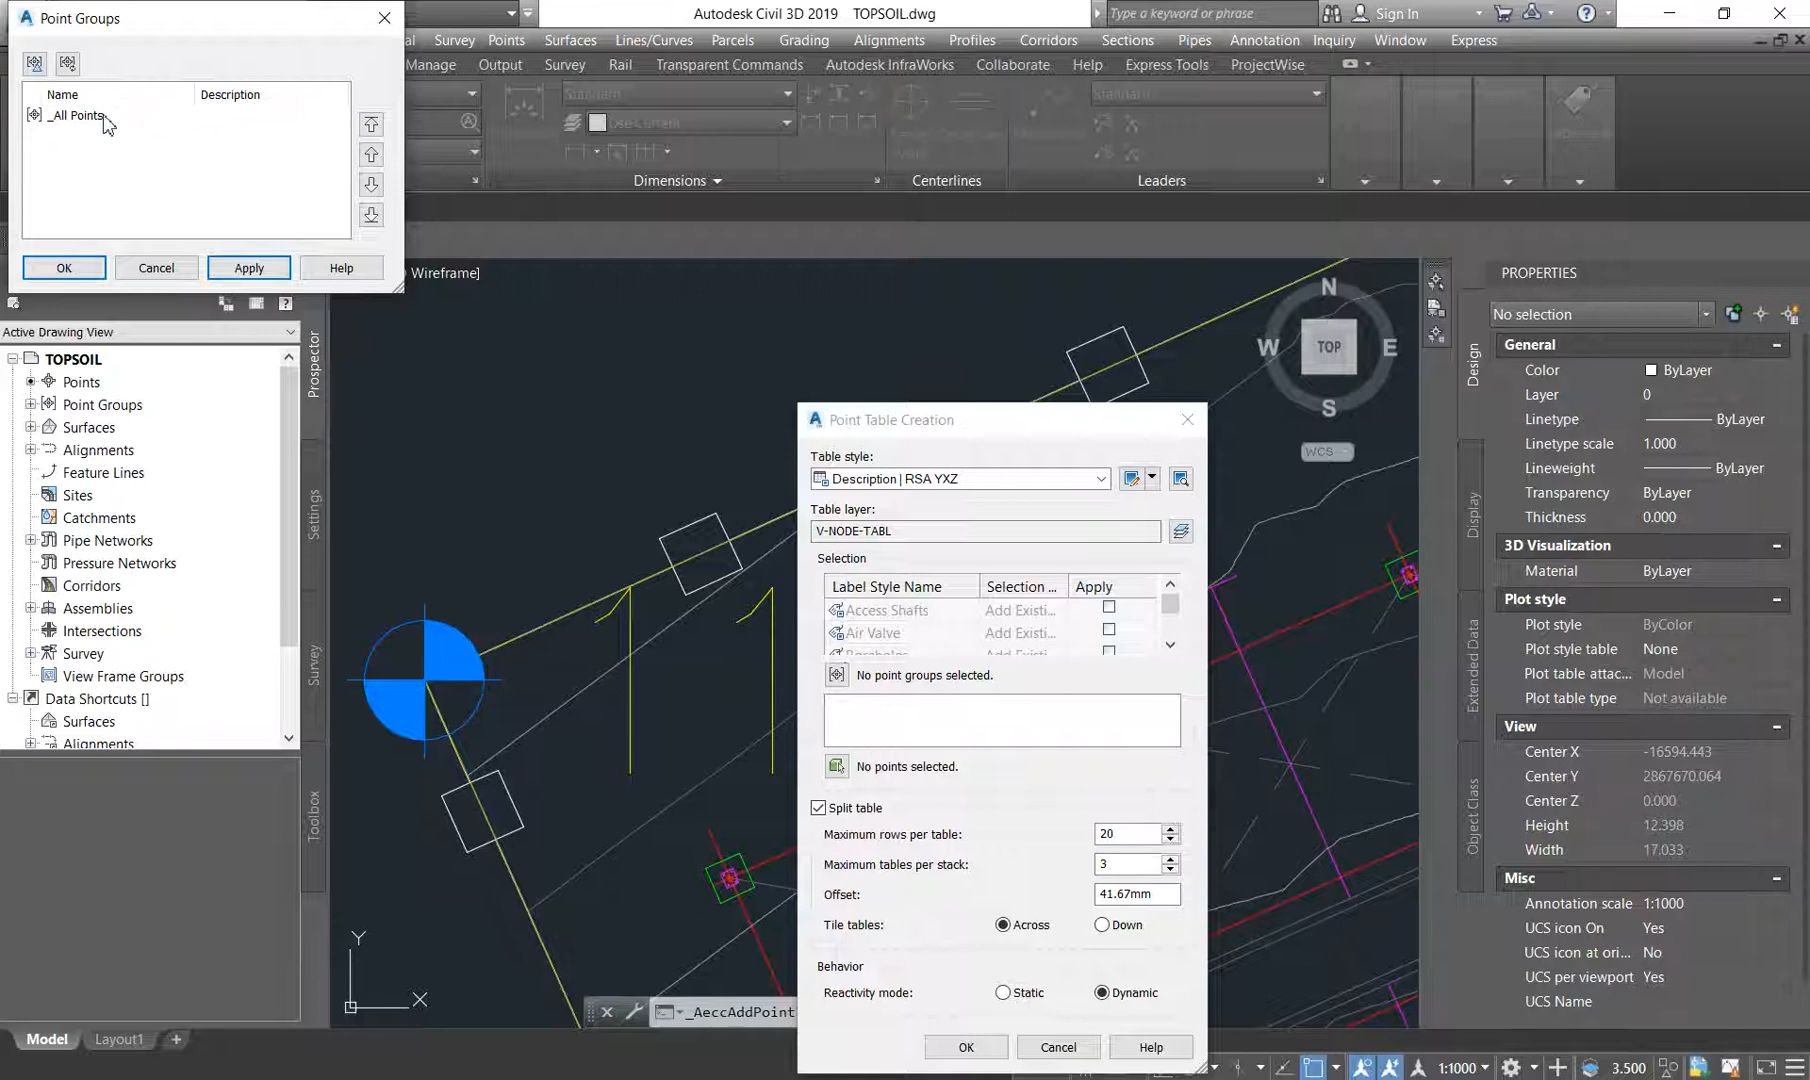 Point Groups
Name Description
_All Points
OK Cancel Apply Help
Autodesk Civil 3D 2019 TOPSOIL.dwg
Type a keyword or phrase
Sign In
Survey Points Surfaces Lines/Curves Parcels Grading Alignments Profiles Corridors Sections Pipes Annotation Inquiry Window Express
Manage Output Survey Rail Transparent Commands Autodesk InfraWorks Collaborate Help Express Tools ProjectWise
Standard Standard
Use Current
Dimensions Centerlines Leaders
Wireframe]
Active Drawing View
TOPSOIL
Points
Point Groups
Surfaces
Alignments
Feature Lines
Sites
Catchments
Pipe Networks
Pressure Networks
Corridors
Assemblies
Intersections
Survey
View Frame Groups
Data Shortcuts []
Surfaces
Alignments
Prospector
Settings
Survey
Toolbox
N
W TOP E
S
WCS
Point Table Creation
Table style:
Description | RSA YXZ
Table layer:
V-NODE-TABL
Selection
Label Style Name Selection ... Apply
Access Shafts Add Existi...
Air Valve Add Existi...
Boreholes Add Existi...
No point groups selected.
No points selected.
Split table
Maximum rows per table: 20
Maximum tables per stack: 3
Offset: 41.67mm
Tile tables: Across Down
Behavior
Reactivity mode: Static Dynamic
OK Cancel Help
Y
X
_AeccAddPoint
Model Layout1 +
Design
Display
Extended Data
Object Class
PROPERTIES
No selection
General
Color ByLayer
Layer 0
Linetype ByLayer
Linetype scale 1.000
Lineweight ByLayer
Transparency ByLayer
Thickness 0.000
3D Visualization
Material ByLayer
Plot style
Plot style ByColor
Plot style table None
Plot table attac... Model
Plot table type Not available
View
Center X -16594.443
Center Y 2867670.064
Center Z 0.000
Height 12.398
Width 17.033
Misc
Annotation scale 1:1000
UCS icon On Yes
UCS icon at ori... No
UCS per viewport Yes
UCS Name
1:1000 3.500